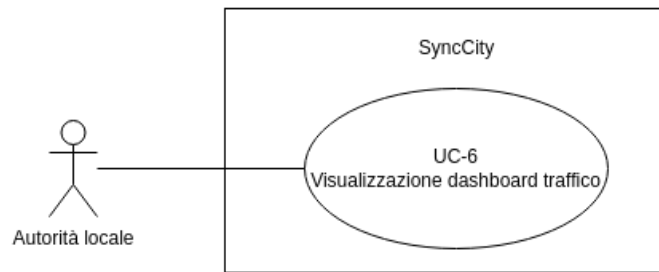 SyncCity
UC-6
Visualizzazione dashboard traffico
Autorità locale